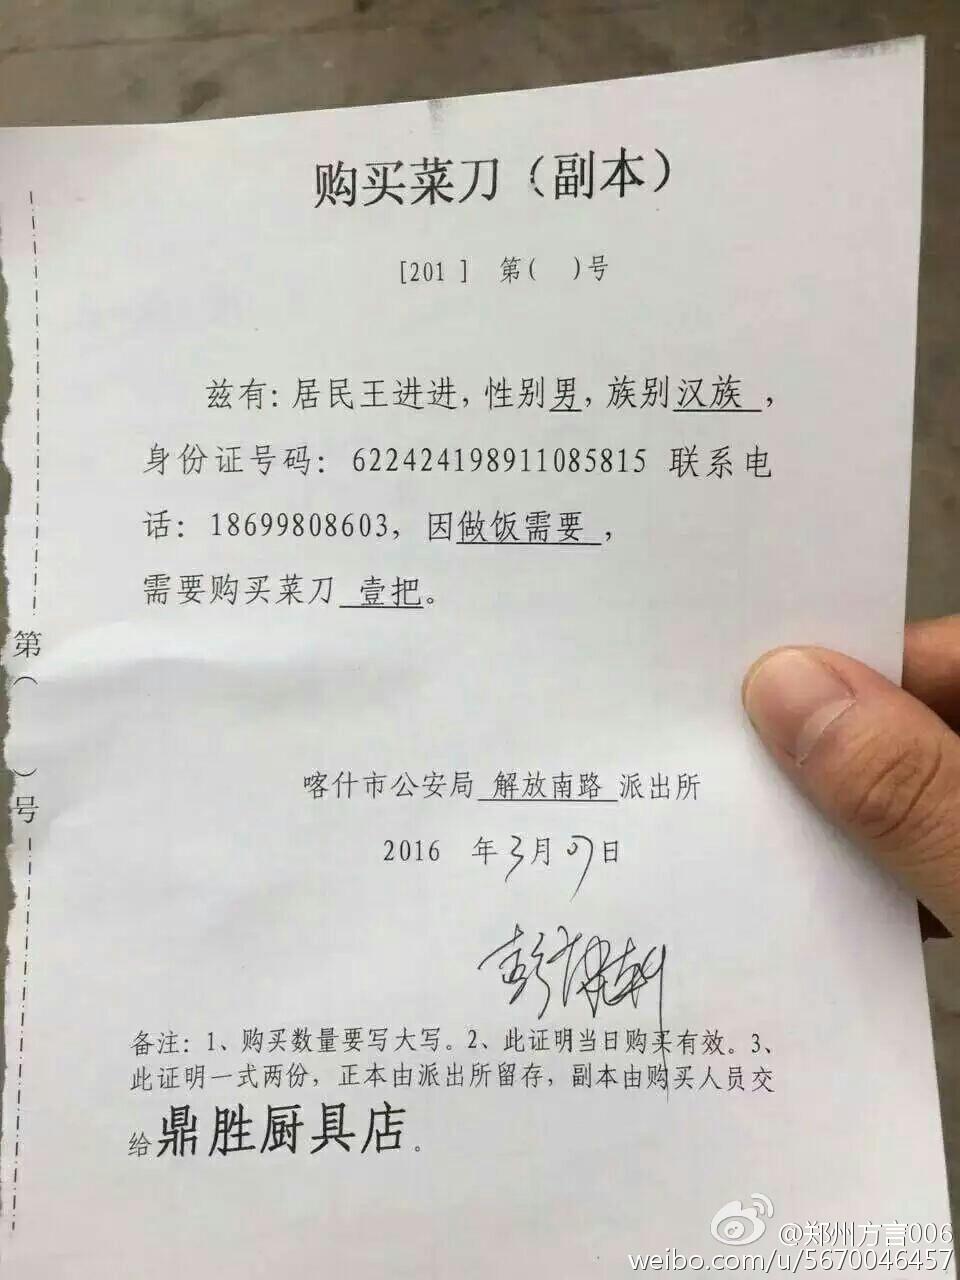 购买菜刀（副本）
[201 ] 第( )号
兹有：居民王进进，性别男，族别汉族，
身份证号码：622424198911085815 联系电
话：18699808603，因做饭需要，
需要购买菜刀 壹把。
第（ ）号
喀什市公安局 解放南路 派出所
2016 年3月07日
备注：1、购买数量要写大写。2、此证明当日购买有效。3、
此证明一式两份，正本由派出所留存，副本由购买人员交
给鼎胜厨具店。
@郑州方言006
weibo.com/u/5670046457